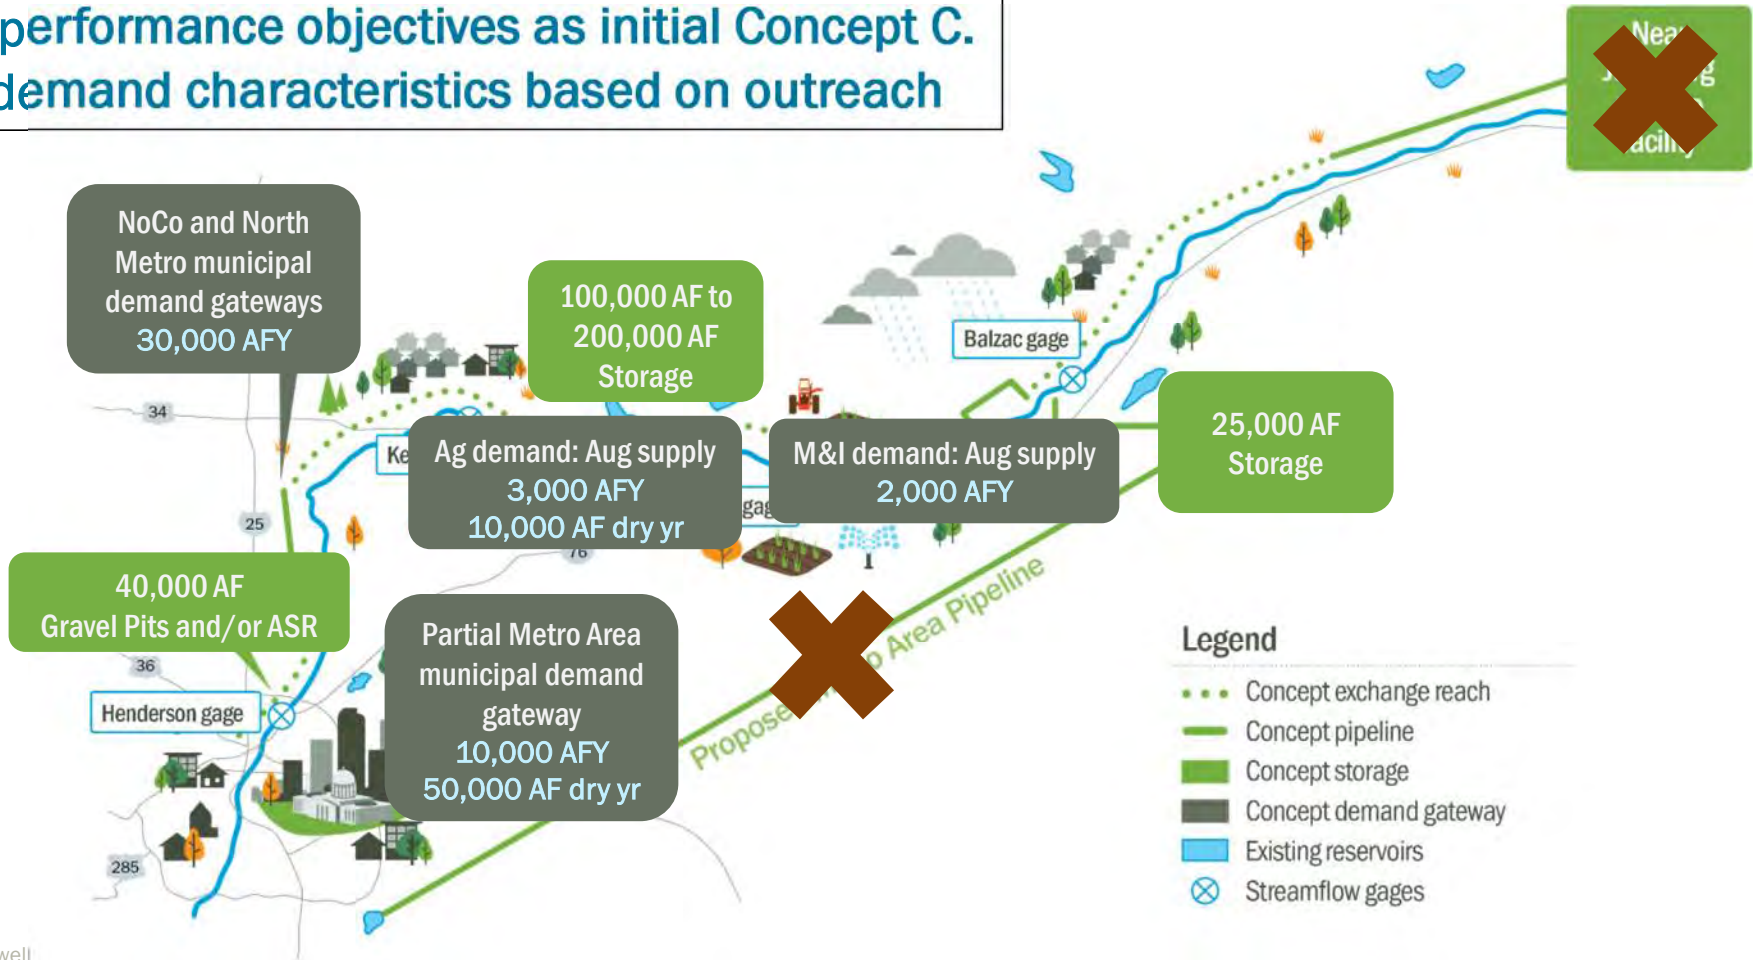 performance objectives as initial Concept C.
demand characteristics based on outreach
Near
NoCo and North
Metro municipal
demand gateways
30,000 AFY
100,000 AF to
200,000 AF
Storage
Balzac gage
34
25,000 AF
Storage
Ag demand: Aug supply
3,000 AFY
10,000 AF dry yr
M&I demand: Aug supply
2,000 AFY
25
76
40,000 AF
Gravel Pits and/or ASR
36
Henderson gage
Partial Metro Area
municipal demand
gateway
10,000 AFY
50,000 AF dry yr
Area Pipeline
285
Legend
Concept exchange reach
Concept pipeline
Concept storage
Concept demand gateway
Existing reservoirs
Streamflow gages